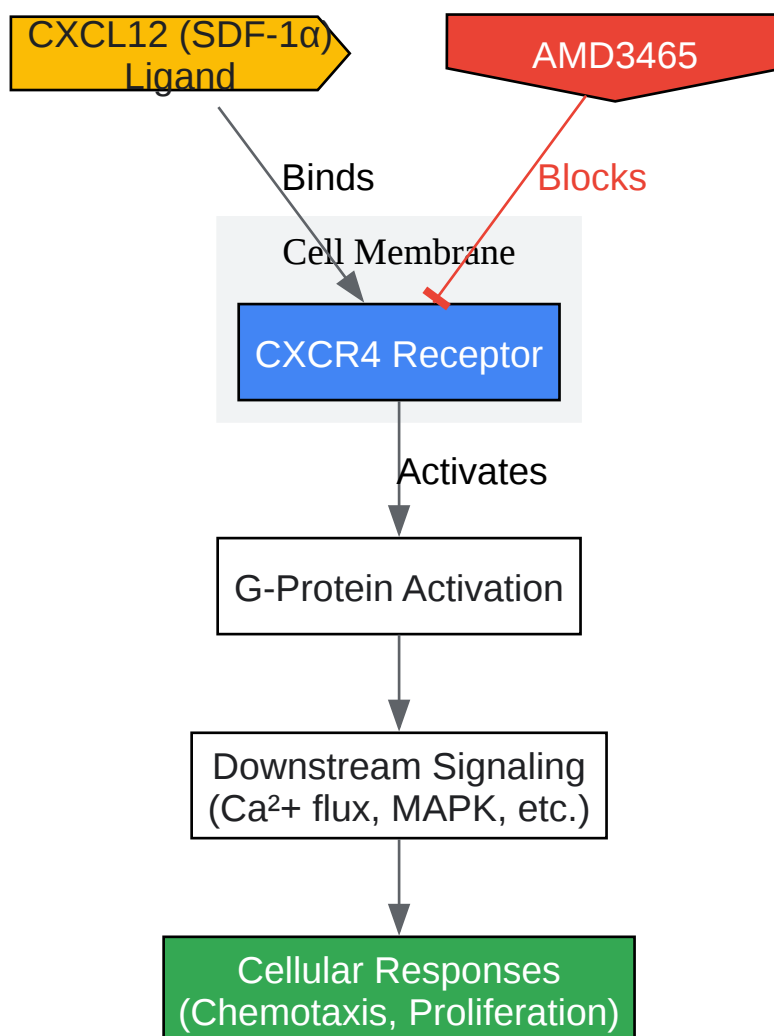 CXCL12 (SDF-1α)
Ligand
AMD3465
Binds
Blocks
Cell Membrane
CXCR4 Receptor
Activates
G-Protein Activation
Downstream Signaling
(Ca²+ flux, MAPK, etc.)
Cellular Responses
(Chemotaxis, Proliferation)